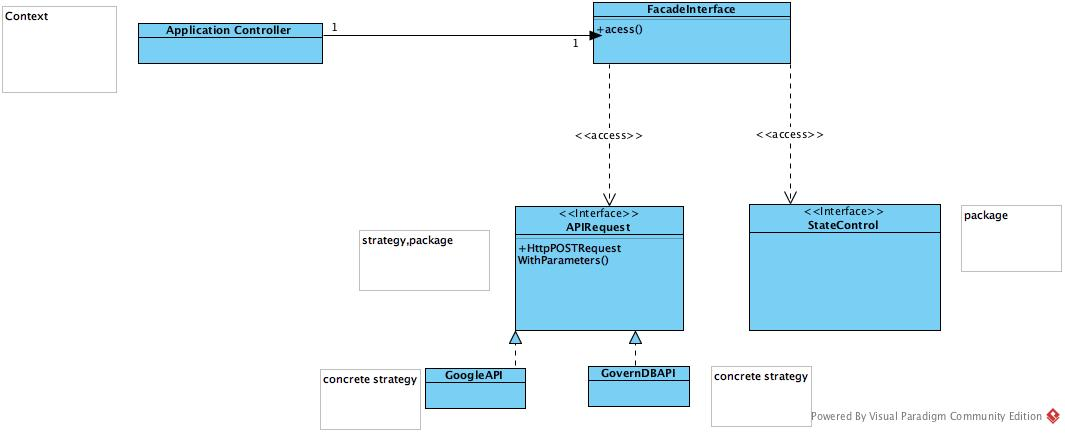 Context
Application Controller
1
1
FacadeInterface
+acess()
<<access>>
<<access>>
<<Interface>>
APIRequest
+HttpPOSTRequest
WithParameters()
<<Interface>>
StateControl
package
strategy,package
concrete strategy
GoogleAPI
GovernDBAPI
concrete strategy
Powered By Visual Paradigm Community Edition